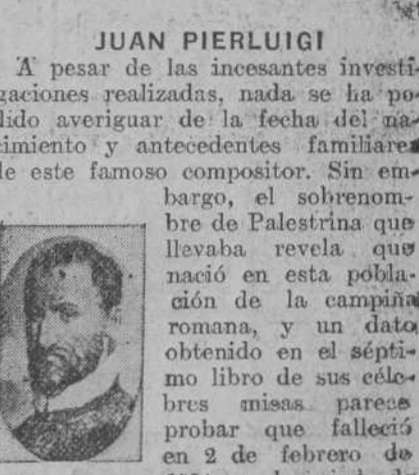 JUAN PIERLUIGI
A pesar de las incesantes investi-
gaciones realizadas, nada se ha po-
dido averiguar de la fecha del na-
cimiento y antecedentes familiares
de este famoso compositor. Sin em-
bargo, el sobrenom-
bre de Palestrina que
llevaba revela que
nació en esta pobla-
ción de la campiña
romana, y un dato
obtenido en el sépti-
mo libro de sus céle-
bres misas parece
probar que falleció
en 2 de febrero de